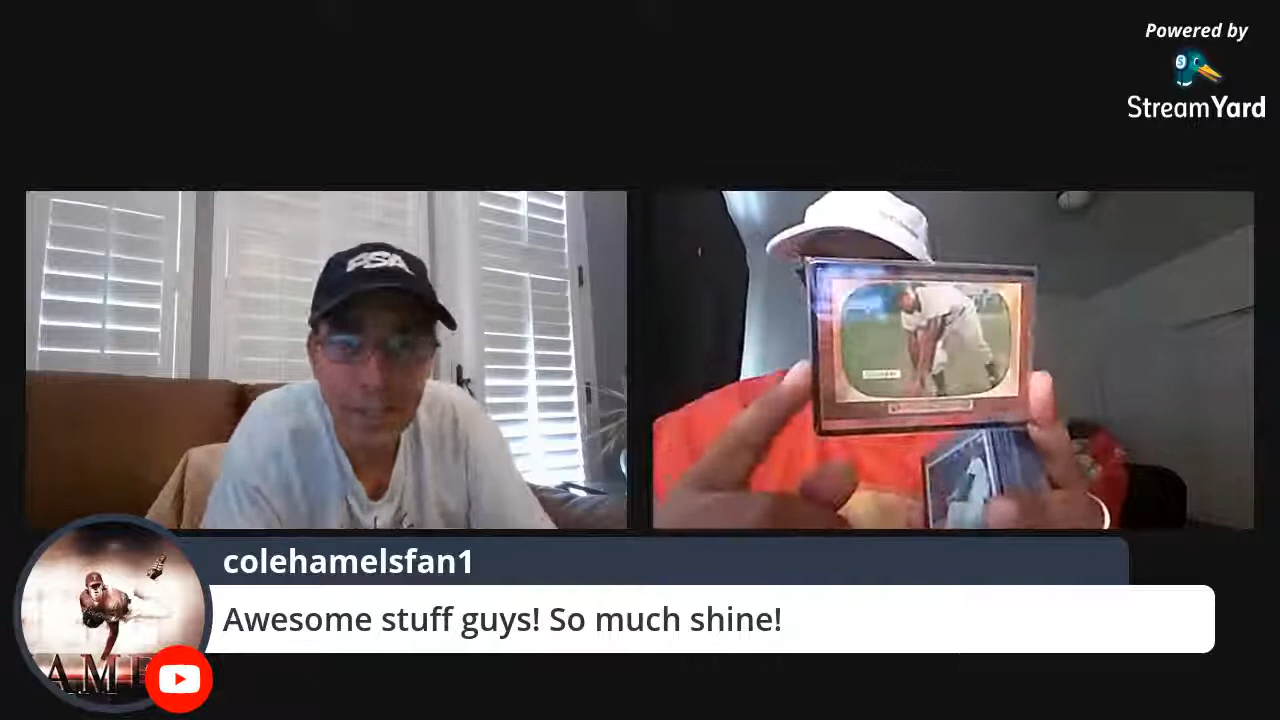 Powered by
StreamYard
PSA
colehamelsfan1
Awesome stuff guys! So much shine!